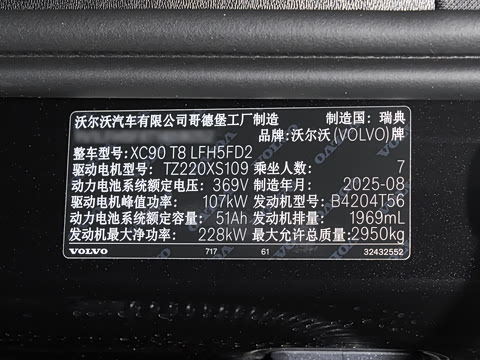 沃尔沃汽车有限公司哥德堡工厂制造 制造国：瑞典
品牌：沃尔沃(VOLVO)牌
整车型号：XC90 T8 LFH5FD2
驱动电机型号：TZ220XS109 乘坐人数： 7
动力电池系统额定电压： 369V 制造年月： 2025-08
驱动电机峰值功率： 107kW 发动机型号：B4204T56
动力电池系统额定容量： 51Ah 发动机排量： 1969mL
发动机最大净功率： 228kW 最大允许总质量：2950kg
VOLVO 717 61 32432552